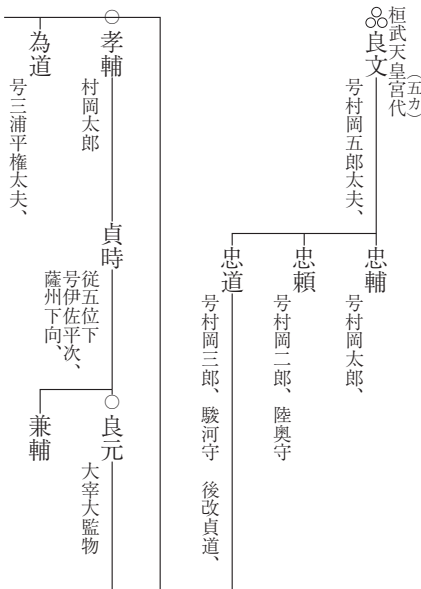 桓武天皇宮代
(五カ)
良文
号村岡五郎太夫、
忠輔
号村岡太郎、
忠頼
号村岡二郎、陸奥守
忠道
号村岡三郎、駿河守 後改貞道、
孝輔
村岡太郎
貞時
従五位下
号伊佐平次、
薩州下向、
良元
大宰大監物
兼輔
為道
号三浦平権太夫、